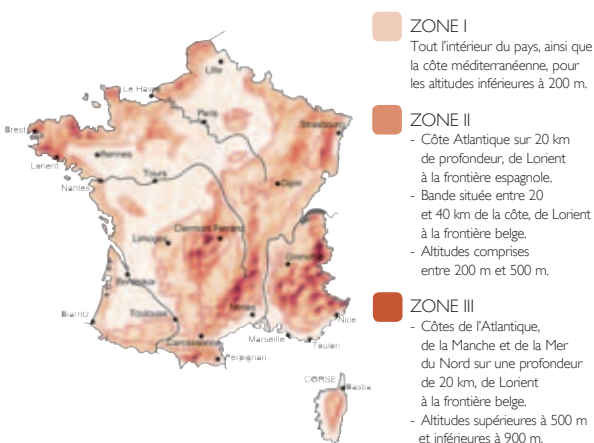 Lille
Le Havre
Paris
Strasbourg
Brest
Rennes
Lorient
Tours
Dijon
Nantes
Clermont Ferrand
Limoges
Grenoble
Bordeaux
Biarritz
Toulouse
Nimes
Nice
Marseille
Carcassonne
Toulon
Perpignan
CORSE
Bastia
ZONE I
Tout l'intérieur du pays, ainsi que
la côte méditerranéenne, pour
les altitudes inférieures à 200 m.
ZONE II
- Côte Atlantique sur 20 km
de profondeur, de Lorient
à la frontière espagnole.
- Bande située entre 20
et 40 km de la côte, de Lorient
à la frontière belge.
- Altitudes comprises
entre 200 m et 500 m.
ZONE III
- Côtes de l'Atlantique,
de la Manche et de la Mer
du Nord sur une profondeur
de 20 km, de Lorient
à la frontière belge.
- Altitudes supérieures à 500 m
et inférieures à 900 m.